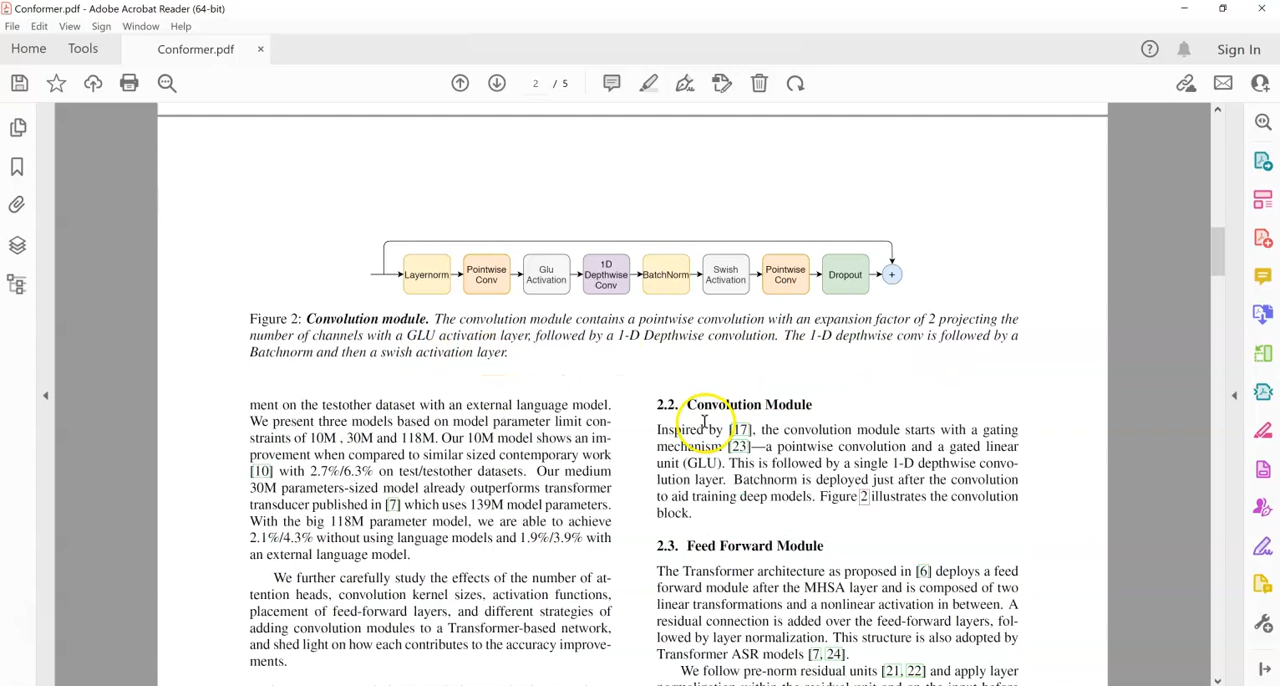 Conformer.pdf - Adobe Acrobat Reader (64-bit)
File Edit View Sign Window Help
Home Tools Conformer.pdf × Sign In
2 / 5
Layernorm
Pointwise
Conv
Glu
Activation
1D
Depthwise
Conv
BatchNorm
Swish
Activation
Pointwise
Conv
Dropout
+
Figure 2: Convolution module. The convolution module contains a pointwise convolution with an expansion factor of 2 projecting the
number of channels with a GLU activation layer, followed by a 1-D Depthwise convolution. The 1-D depthwise conv is followed by a
Batchnorm and then a swish activation layer.
ment on the testother dataset with an external language model.
We present three models based on model parameter limit con-
straints of 10M , 30M and 118M. Our 10M model shows an im-
provement when compared to similar sized contemporary work
[10] with 2.7%/6.3% on test/testother datasets. Our medium
30M parameters-sized model already outperforms transformer
transducer published in [7] which uses 139M model parameters.
With the big 118M parameter model, we are able to achieve
2.1%/4.3% without using language models and 1.9%/3.9% with
an external language model.
We further carefully study the effects of the number of at-
tention heads, convolution kernel sizes, activation functions,
placement of feed-forward layers, and different strategies of
adding convolution modules to a Transformer-based network,
and shed light on how each contributes to the accuracy improve-
ments.
2.2. Convolution Module
Inspired by [17], the convolution module starts with a gating
mechanism [23]—a pointwise convolution and a gated linear
unit (GLU). This is followed by a single 1-D depthwise convo-
lution layer. Batchnorm is deployed just after the convolution
to aid training deep models. Figure 2 illustrates the convolution
block.
2.3. Feed Forward Module
The Transformer architecture as proposed in [6] deploys a feed
forward module after the MHSA layer and is composed of two
linear transformations and a nonlinear activation in between. A
residual connection is added over the feed-forward layers, fol-
lowed by layer normalization. This structure is also adopted by
Transformer ASR models [7, 24].
We follow pre-norm residual units [21, 22] and apply layer